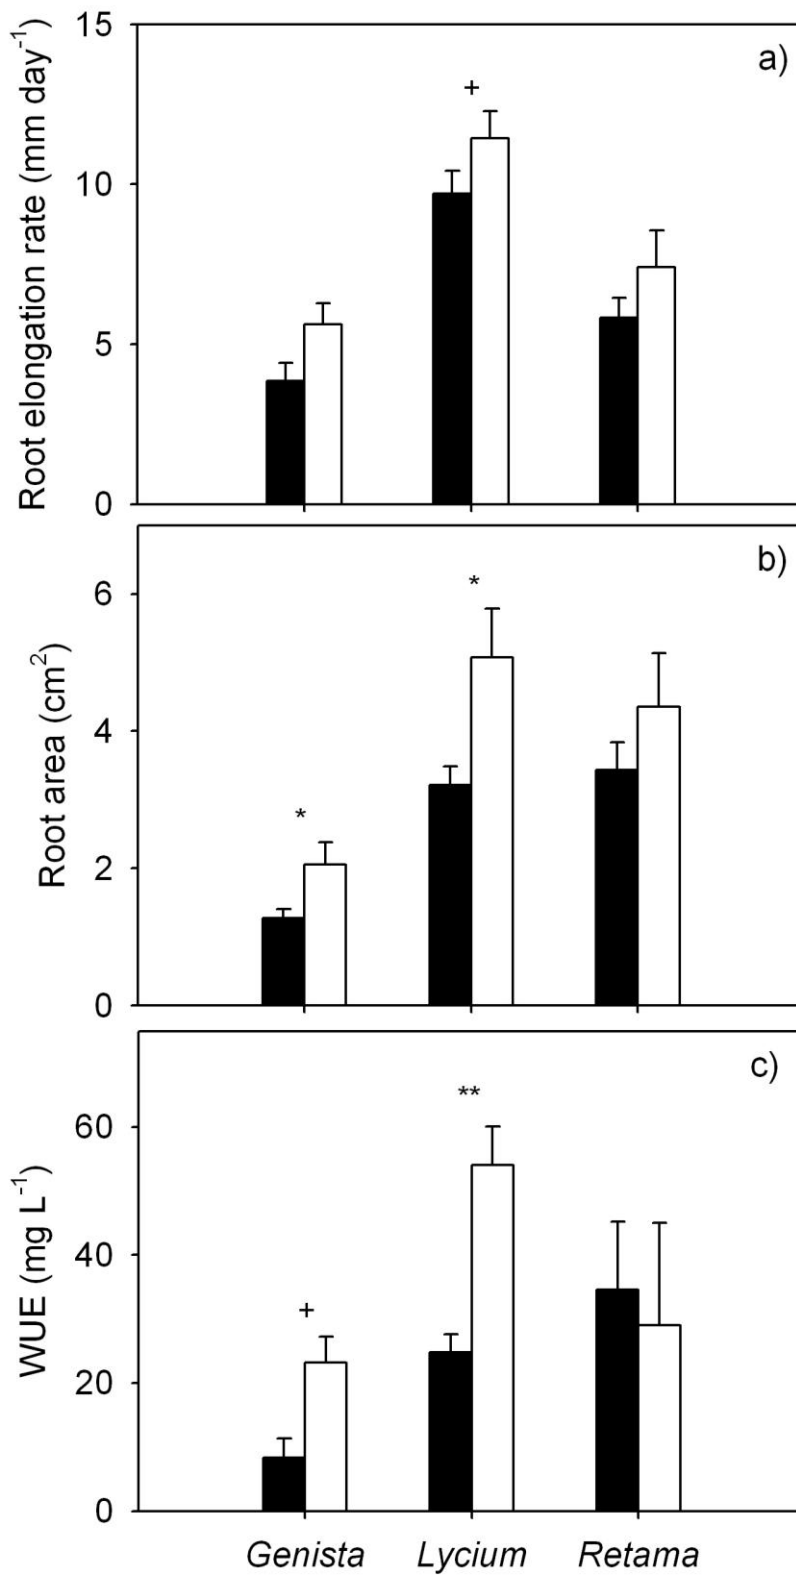 15
a)
+
10
5
0
Root elongation rate (mm day⁻¹)
b)
6
*
4
*
2
0
Root area (cm²)
c)
**
60
40
+
20
0
WUE (mg L⁻¹)
Genista Lycium Retama